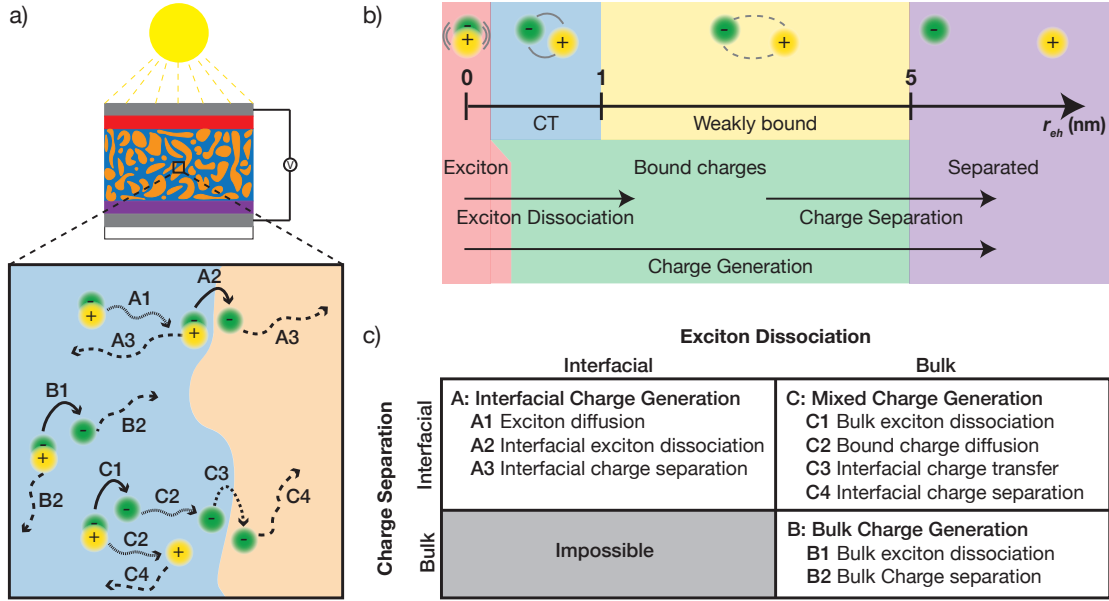 a)
V
A1
A2
A3
A3
B1
B2
B2
C1
C2
C3
C4
C2
C4
b)
0
1
5
CT
Weakly bound
r_eh (nm)
Exciton
Bound charges
Separated
Exciton Dissociation
Charge Separation
Charge Generation
c)
Exciton Dissociation
Interfacial
Bulk
Charge Separation
Interfacial
A: Interfacial Charge Generation
A1 Exciton diffusion
A2 Interfacial exciton dissociation
A3 Interfacial charge separation
C: Mixed Charge Generation
C1 Bulk exciton dissociation
C2 Bound charge diffusion
C3 Interfacial charge transfer
C4 Interfacial charge separation
Bulk
Impossible
B: Bulk Charge Generation
B1 Bulk exciton dissociation
B2 Bulk Charge separation